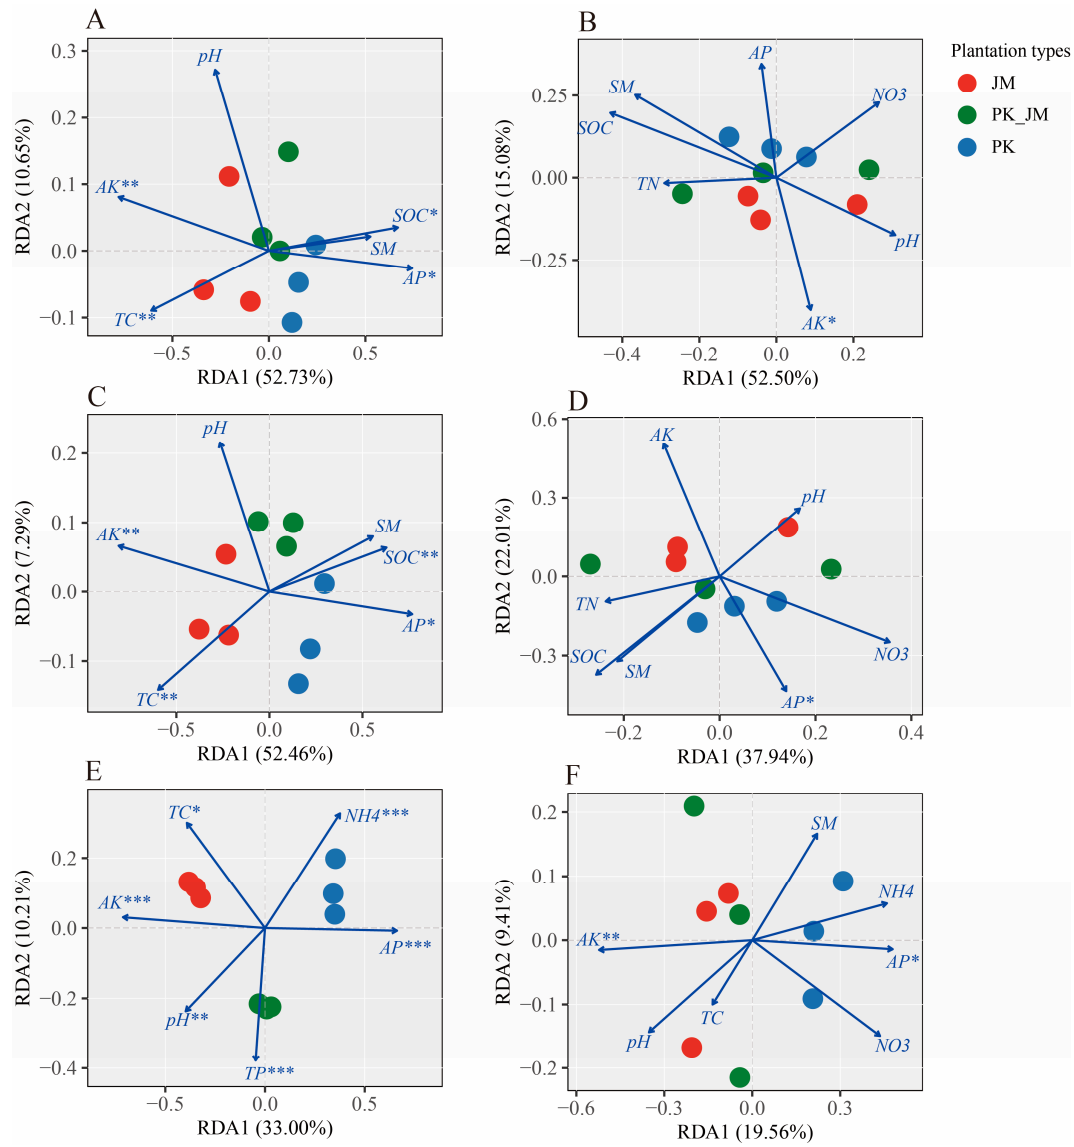 A
0.3
0.2
0.1
0.0
−0.1
RDA2 (10.65%)
pH
AK**
SOC*
SM
AP*
TC**
−0.5
0.0
0.5
RDA1 (52.73%)
B
0.25
0.00
−0.25
RDA2 (15.08%)
AP
SM
NO3
SOC
TN
pH
AK*
−0.4
−0.2
0.0
0.2
RDA1 (52.50%)
Plantation types
JM
PK_JM
PK
C
0.2
0.1
0.0
−0.1
RDA2 (7.29%)
pH
AK**
SM
SOC**
AP*
TC**
−0.5
0.0
0.5
RDA1 (52.46%)
D
0.6
0.3
0.0
−0.3
RDA2 (22.01%)
AK
pH
TN
SOC
SM
NO3
AP*
−0.2
0.0
0.2
0.4
RDA1 (37.94%)
E
0.2
0.0
−0.2
−0.4
RDA2 (10.21%)
TC*
NH4***
AK***
AP***
pH**
TP***
−0.5
0.0
0.5
RDA1 (33.00%)
F
0.2
0.1
0.0
−0.1
−0.2
RDA2 (9.41%)
SM
NH4
AK**
AP*
TC
pH
NO3
−0.6
−0.3
0.0
0.3
RDA1 (19.56%)